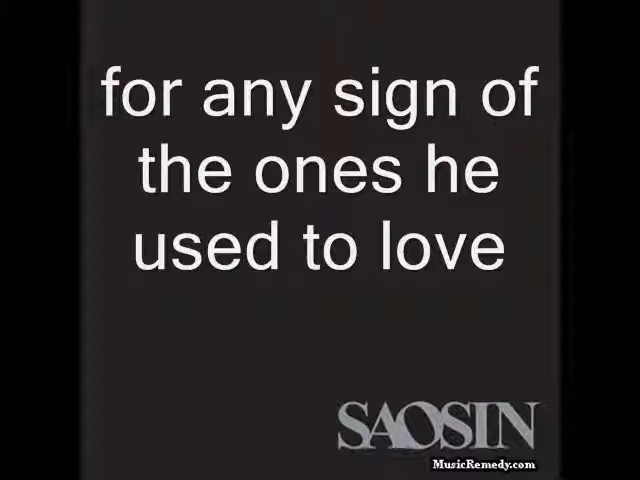 for any sign of
the ones he
used to love
SAOSIN
MusicRemedy.com